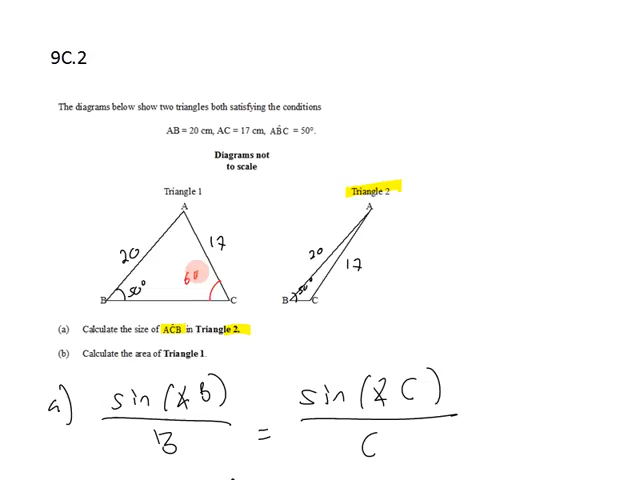 9C.2
The diagrams below show two triangles both satisfying the conditions
AB = 20 cm, AC = 17 cm, AB̂C = 50°.
Diagrams not
to scale
Triangle 1
Triangle 2
A
A
20
17
20
17
50°
50°
B
C
B
C
(a) Calculate the size of AĈB in Triangle 2.
(b) Calculate the area of Triangle 1.
a) sin(∡B) / B = sin(∡C) / C